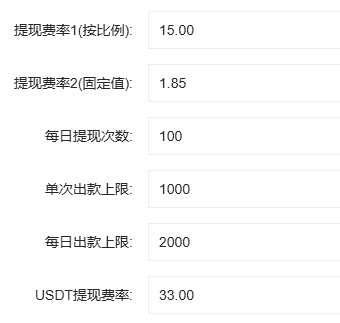 提现费率1(按比例): 15.00
提现费率2(固定值): 1.85
每日提现次数: 100
单次出款上限: 1000
每日出款上限: 2000
USDT提现费率: 33.00